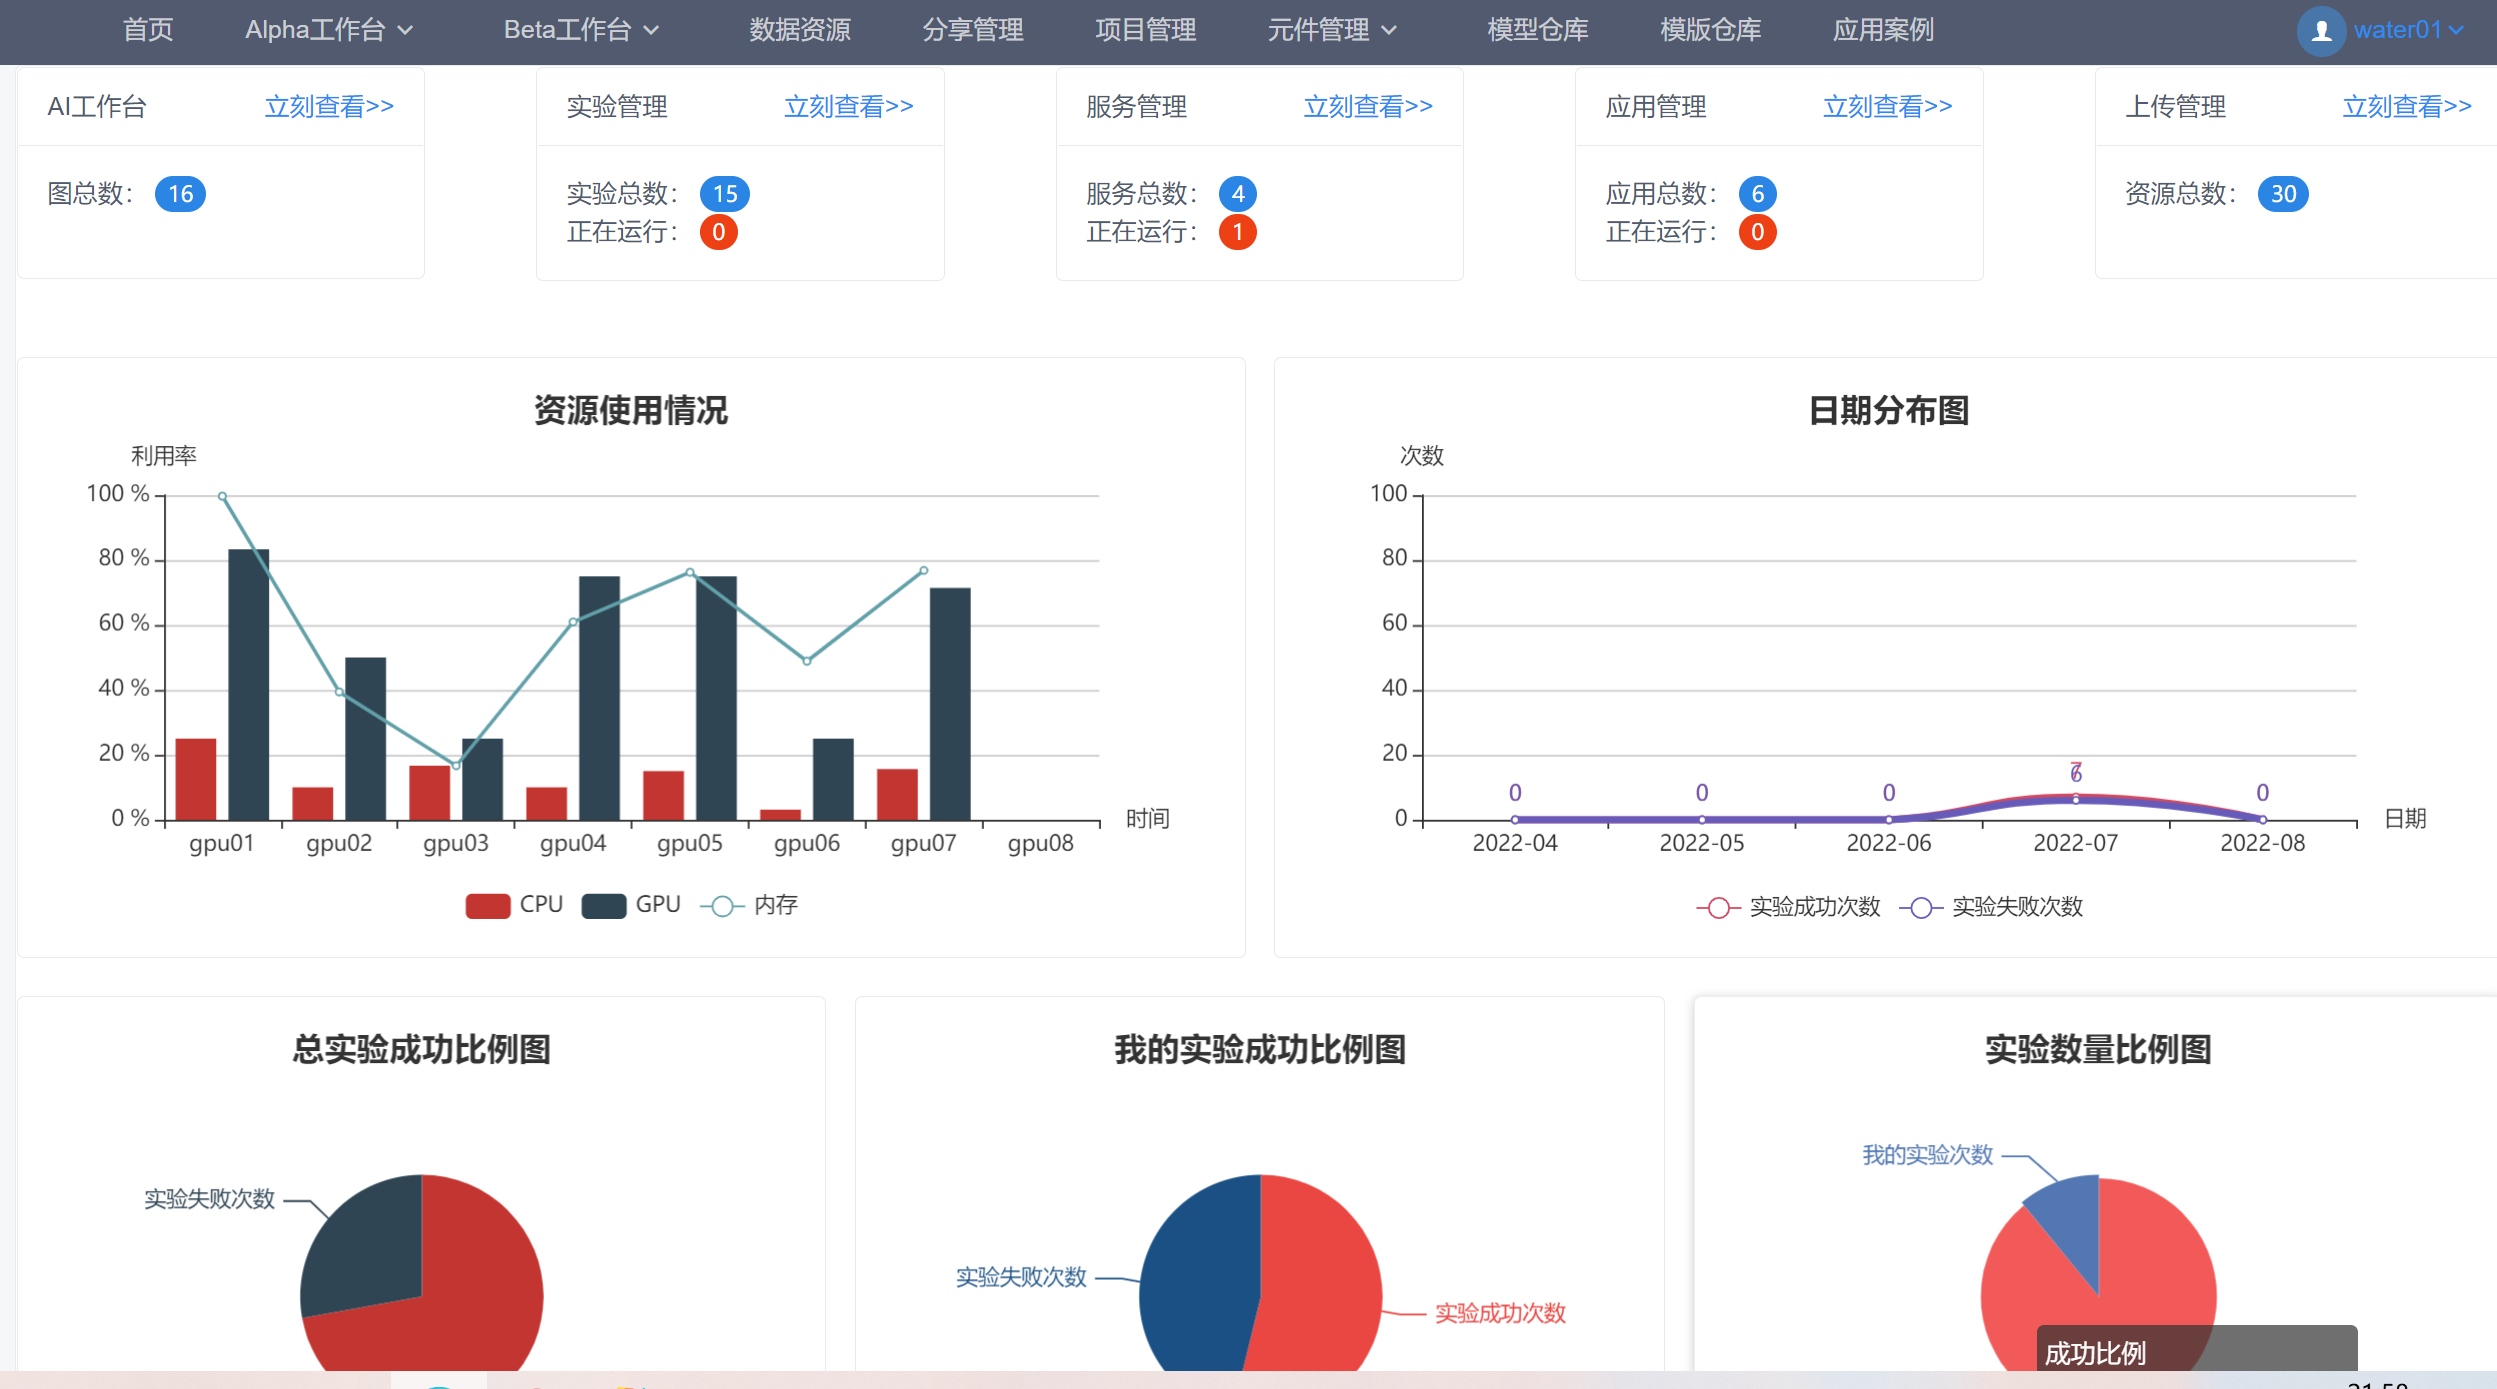 首页 Alpha工作台 Beta工作台 数据资源 分享管理 项目管理 元件管理 模型仓库 模版仓库 应用案例 water01
AI工作台 立刻查看>> 实验管理 立刻查看>> 服务管理 立刻查看>> 应用管理 立刻查看>> 上传管理 立刻查看>>
图总数： 16 实验总数： 15 服务总数： 4 应用总数： 6 资源总数： 30
正在运行： 0 正在运行： 1 正在运行： 0
资源使用情况
利用率
100 %
80 %
60 %
40 %
20 %
0 %
时间
gpu01 gpu02 gpu03 gpu04 gpu05 gpu06 gpu07 gpu08
CPU GPU 内存
日期分布图
次数
100
80
60
40
20
0 0 0 7 6 0
0
日期
2022-04 2022-05 2022-06 2022-07 2022-08
实验成功次数 实验失败次数
总实验成功比例图
实验失败次数
我的实验成功比例图
实验失败次数
实验成功次数
实验数量比例图
我的实验次数
成功比例